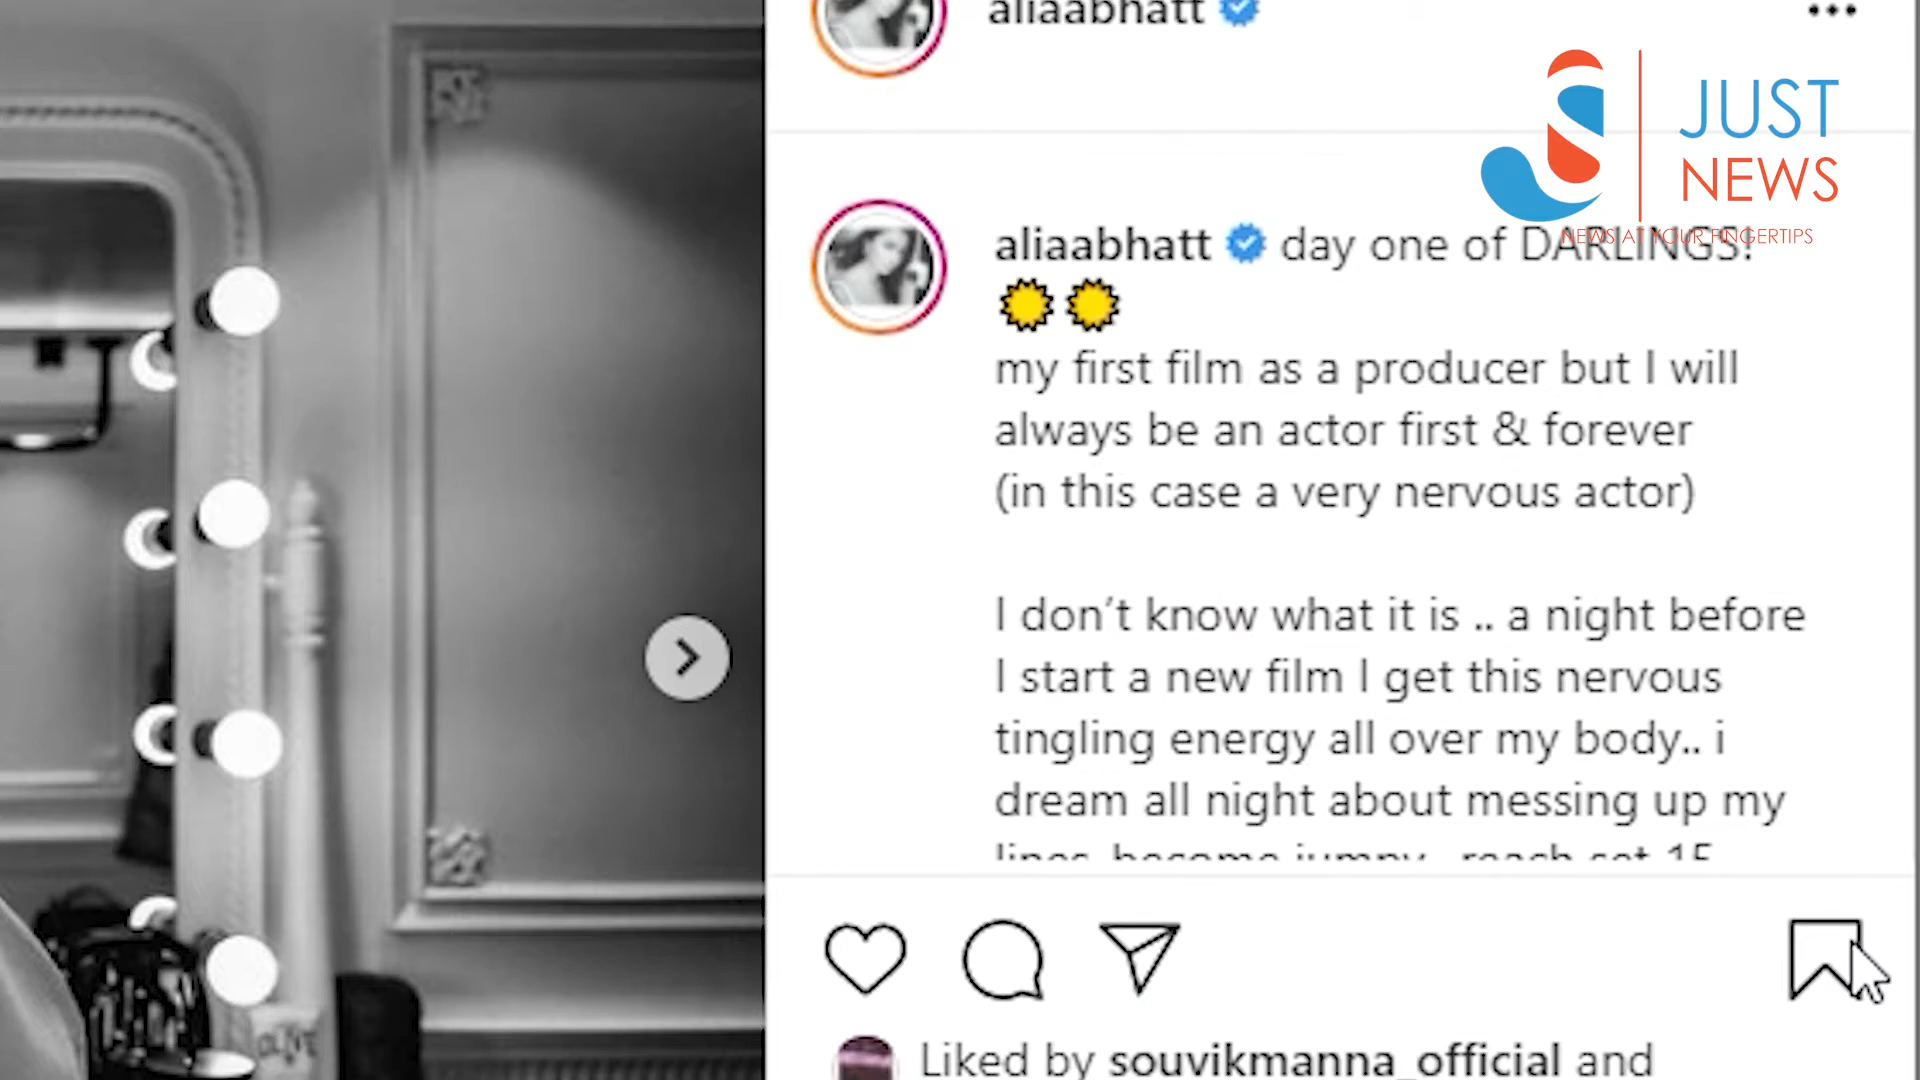 aliaabhatt
JUST
NEWS
NEWS AT YOUR FINGERTIPS
aliaabhatt day one of DARLINGS!
my first film as a producer but I will
always be an actor first & forever
(in this case a very nervous actor)
I don’t know what it is .. a night before
I start a new film I get this nervous
tingling energy all over my body.. i
dream all night about messing up my
Liked by souvikmanna_official and